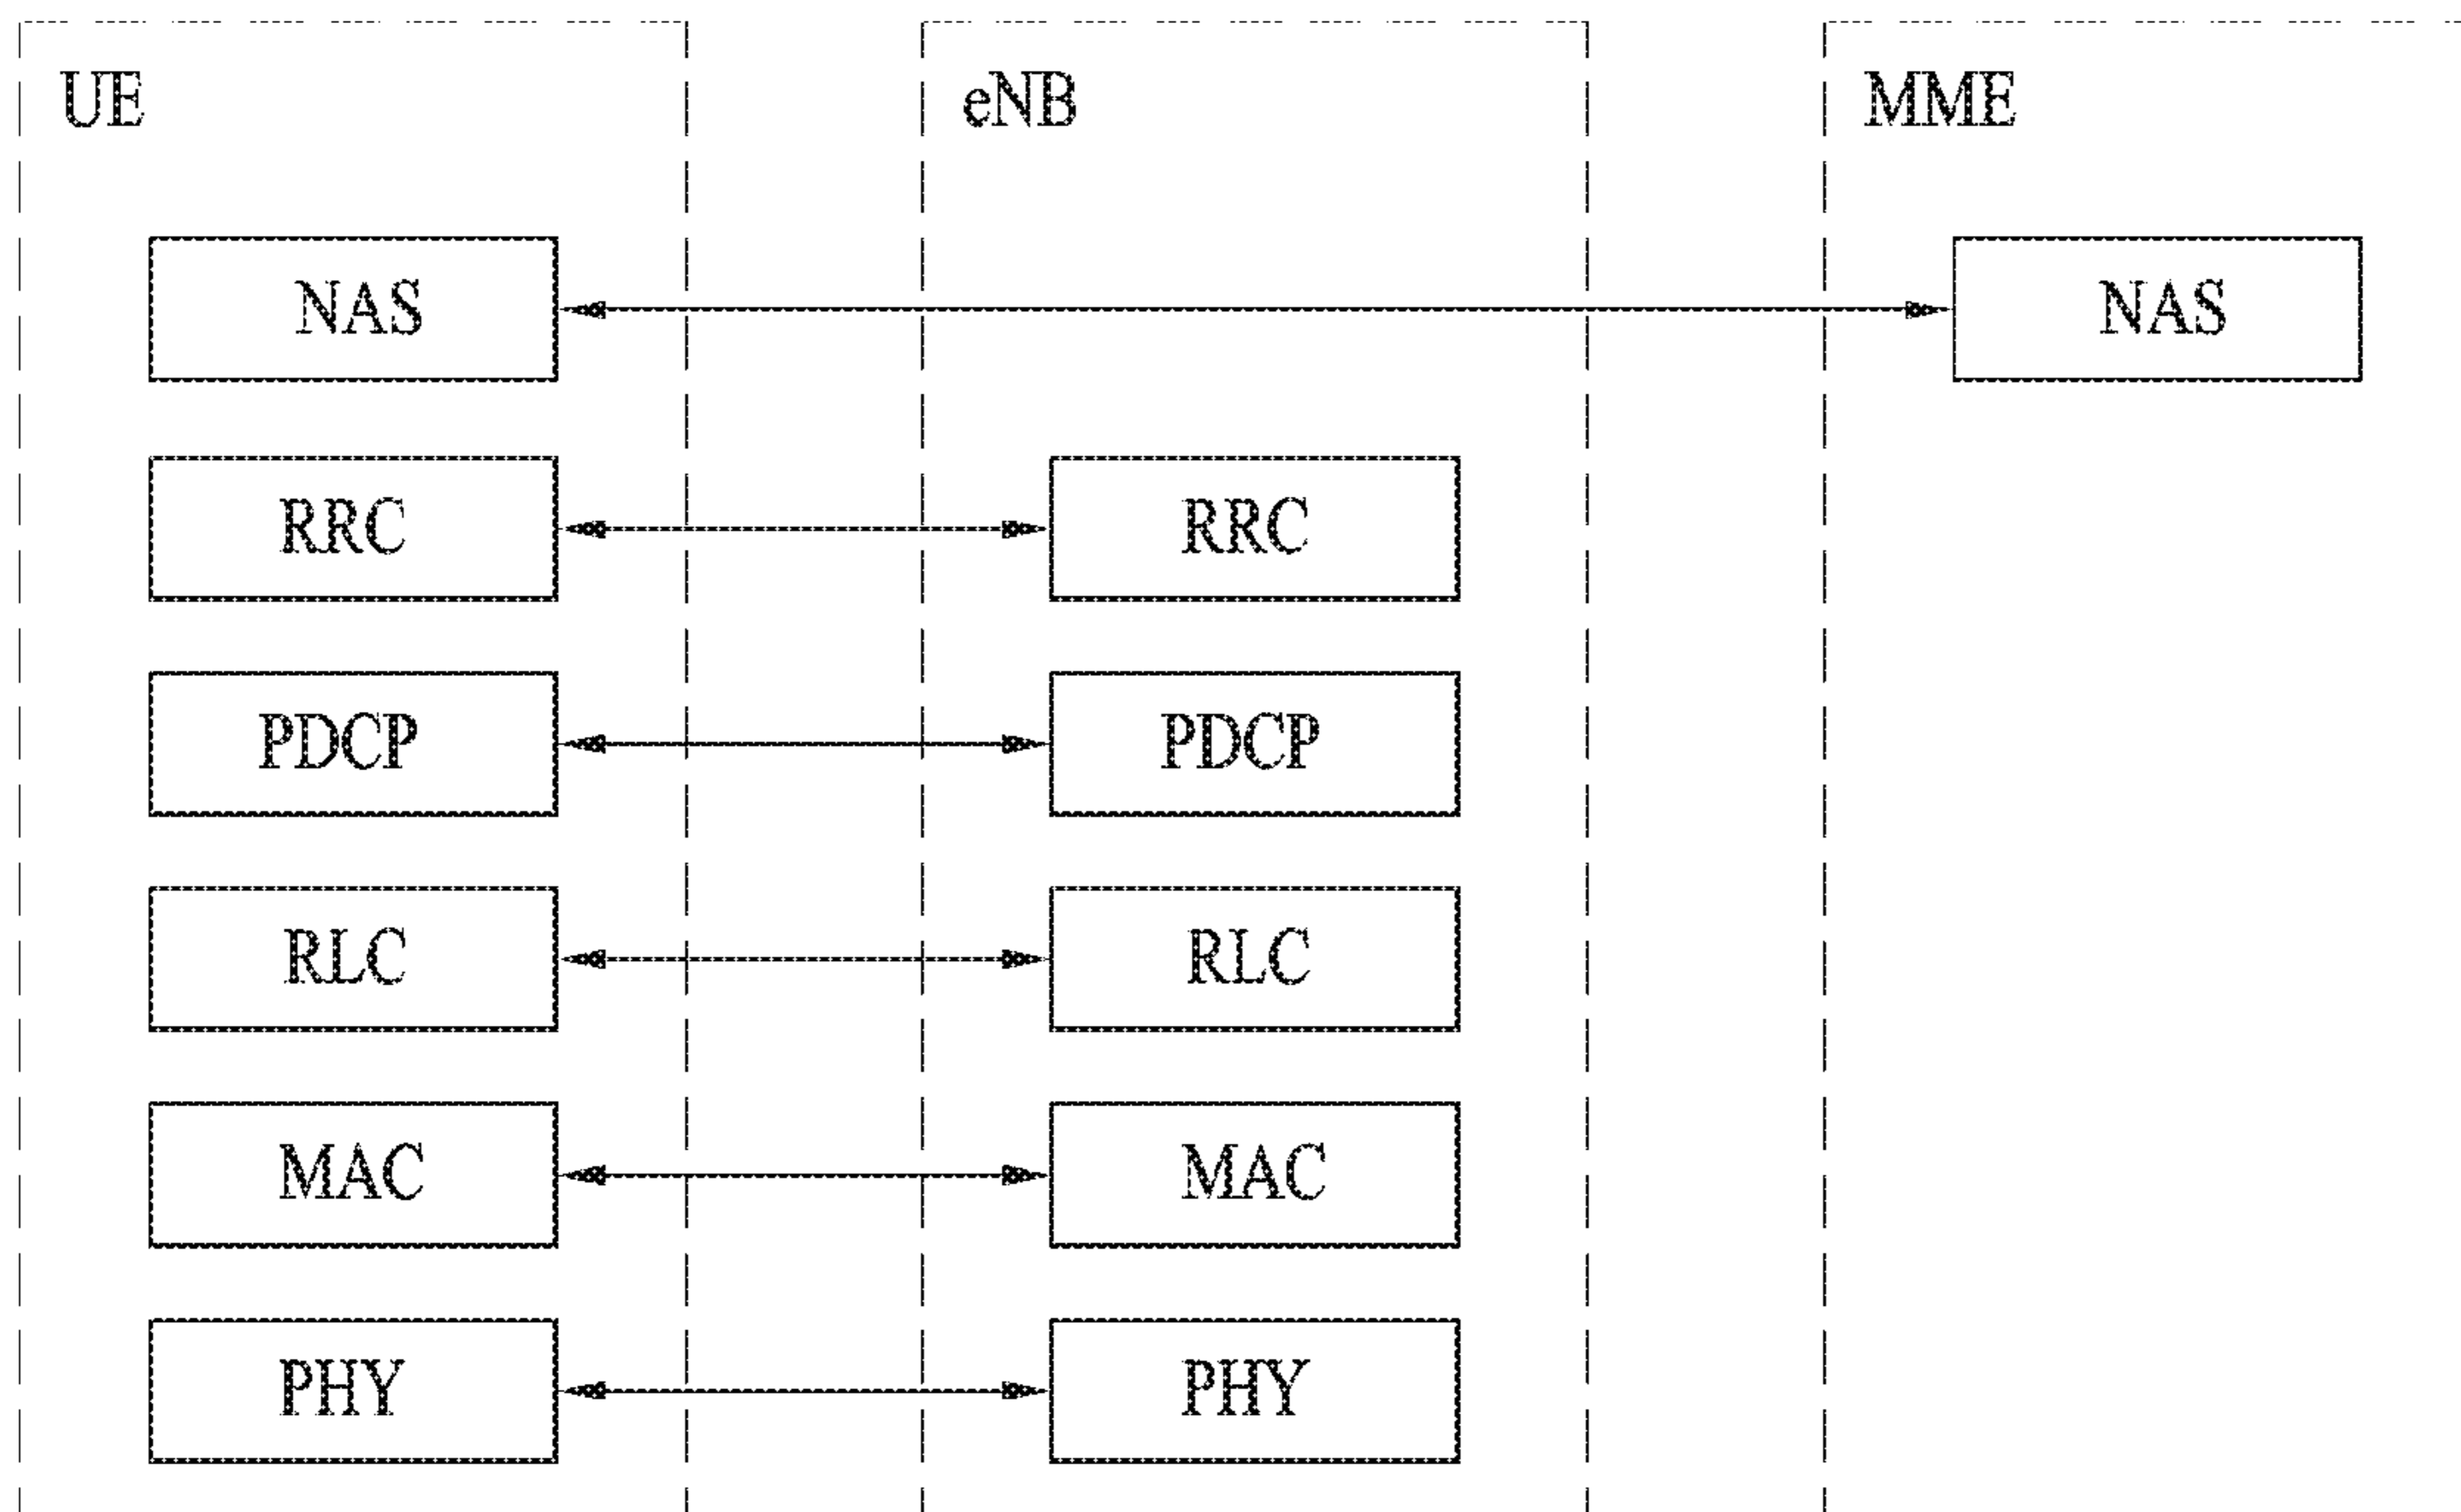 UE eNB MME
NAS NAS
RRC RRC
PDCP PDCP
RLC RLC
MAC MAC
PHY PHY